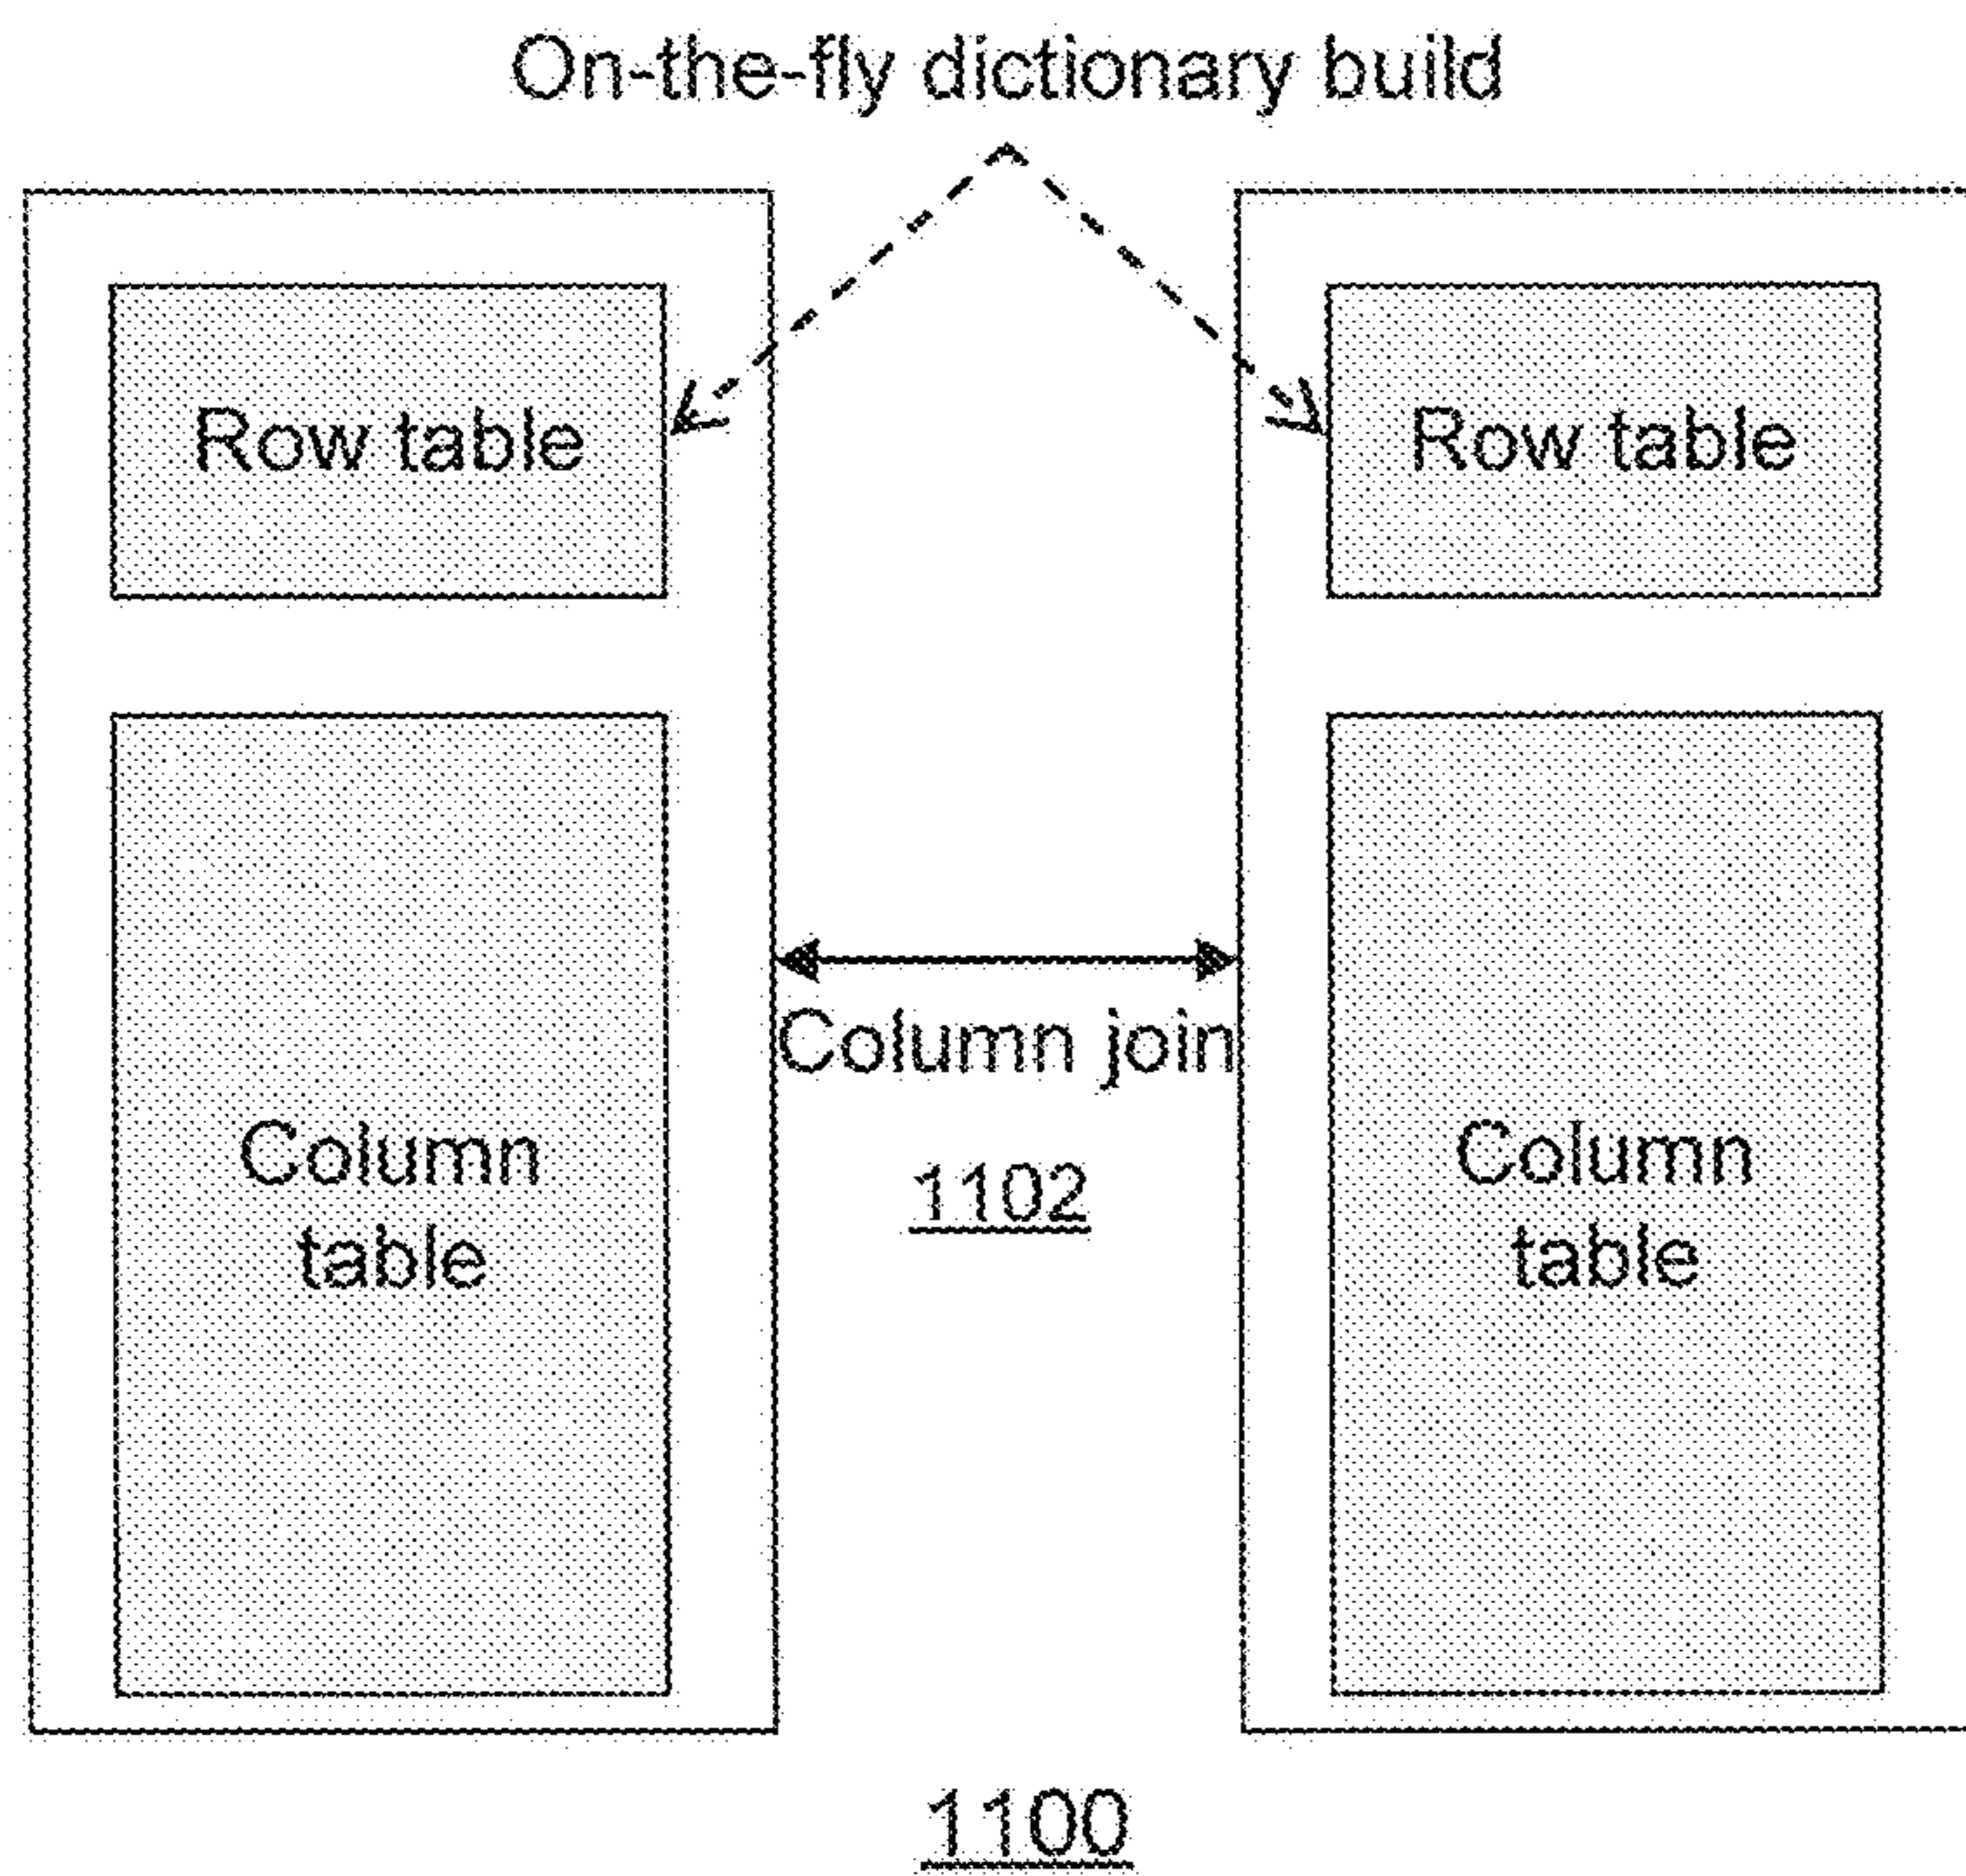 On-the-fly dictionary build
Row table
Row table
Column join
1102
Column
table
Column
table
1100